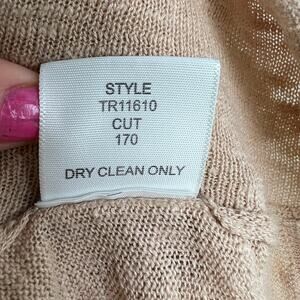 STYLE
TR11610
CUT
170
DRY CLEAN ONLY